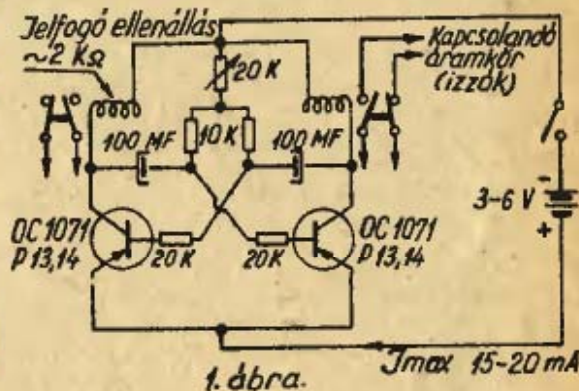 Jelfogó ellenállás
~2 KΩ
20 K
Kapcsolandó
áramkör
(izzók)
100 MF
10 K
100 MF
OC 1071
P 13,14
20 K
20 K
OC 1071
P 13,14
-
3-6 V
+
Jmax 15-20 mA
1. ábra.